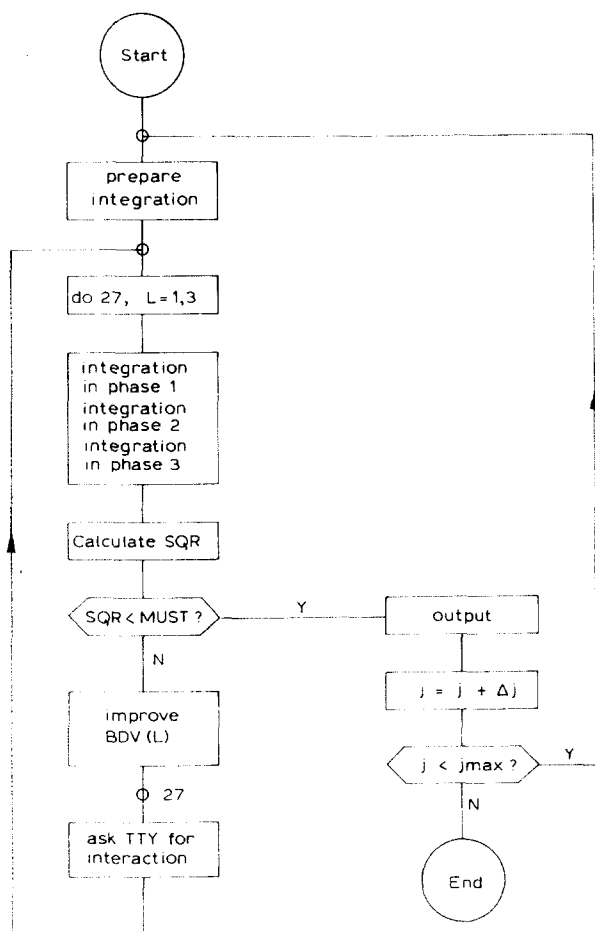 Start
prepare
integration
do 27, L=1,3
integration
in phase 1
integration
in phase 2
integration
in phase 3
Calculate SQR
SQR < MUST ?
Y
output
N
j = j + Δj
improve
BDV (L)
j < jmax ?
Y
27
N
ask TTY for
interaction
End